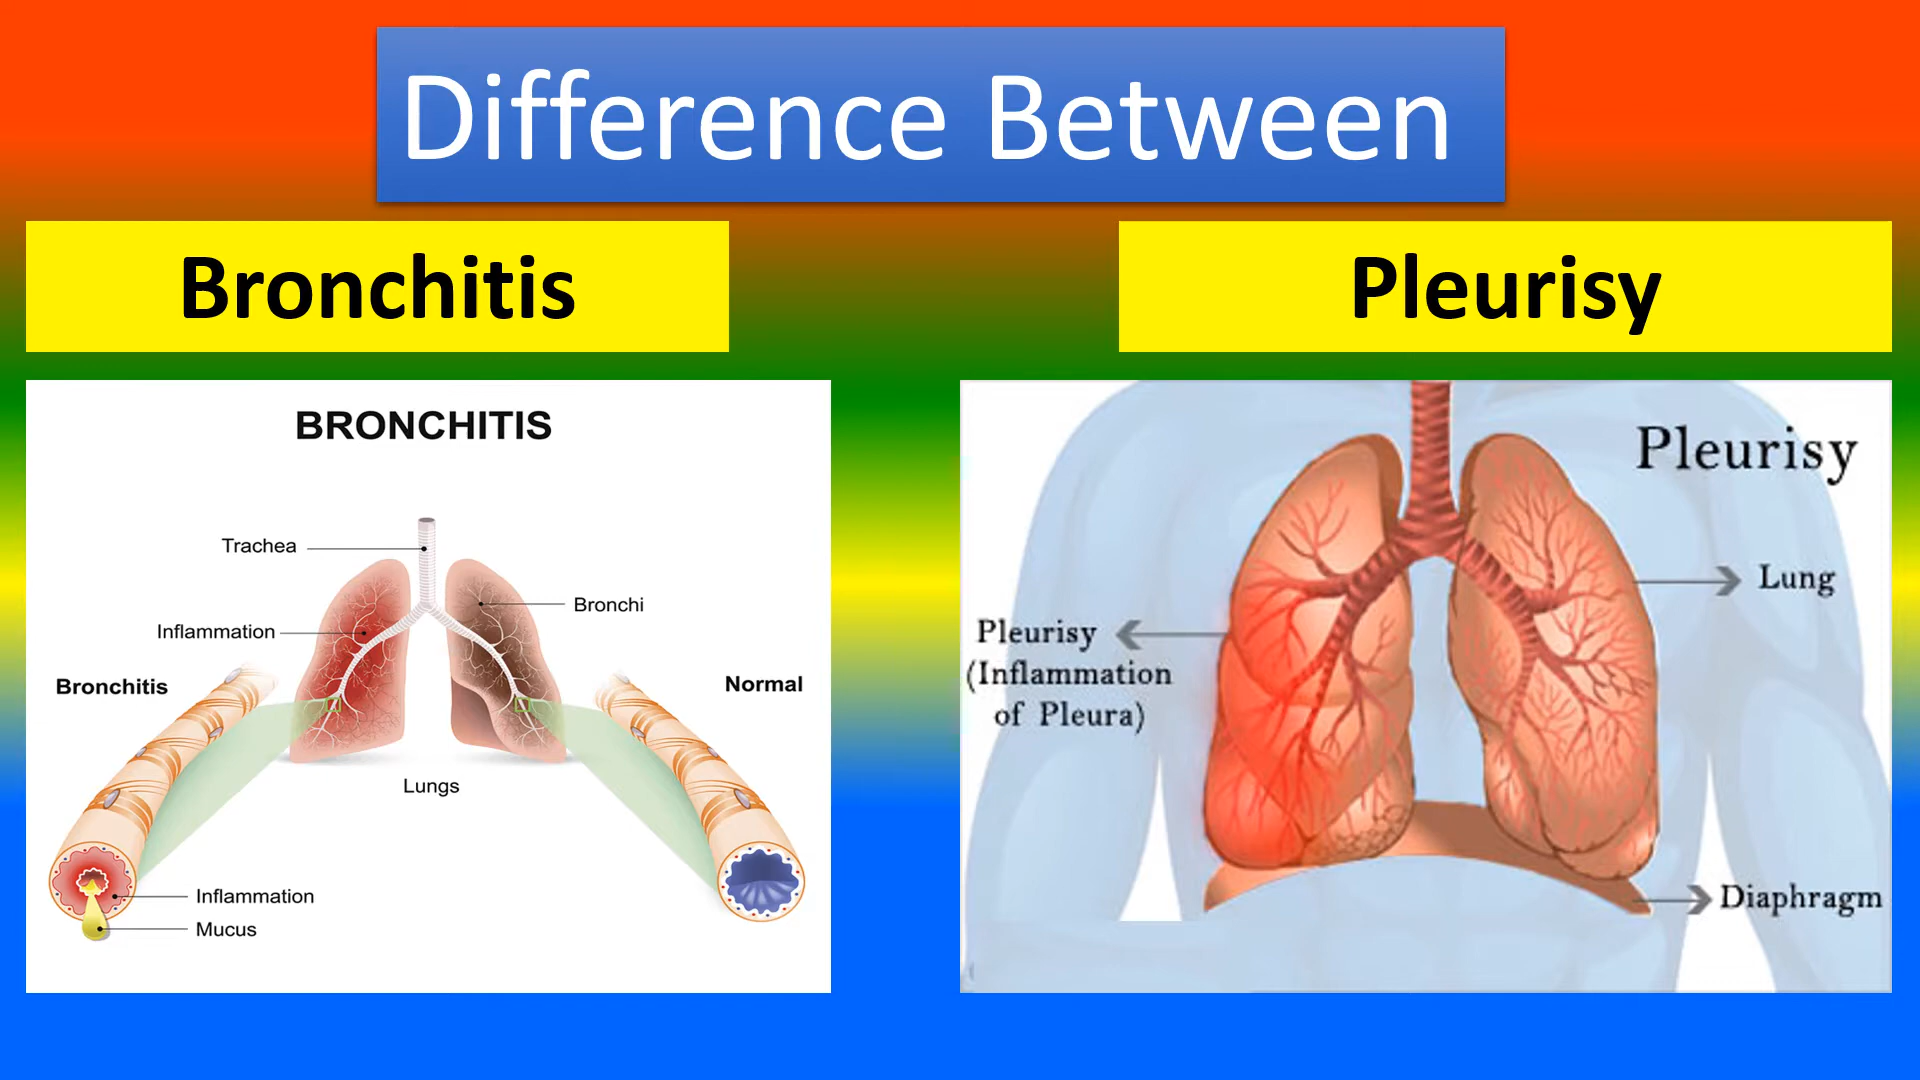 Difference Between
Bronchitis
Pleurisy
BRONCHITIS
Trachea
Bronchi
Inflammation
Bronchitis
Normal
Lungs
Inflammation
Mucus
Pleurisy
Lung
Pleurisy
(Inflammation
of Pleura)
Diaphragm